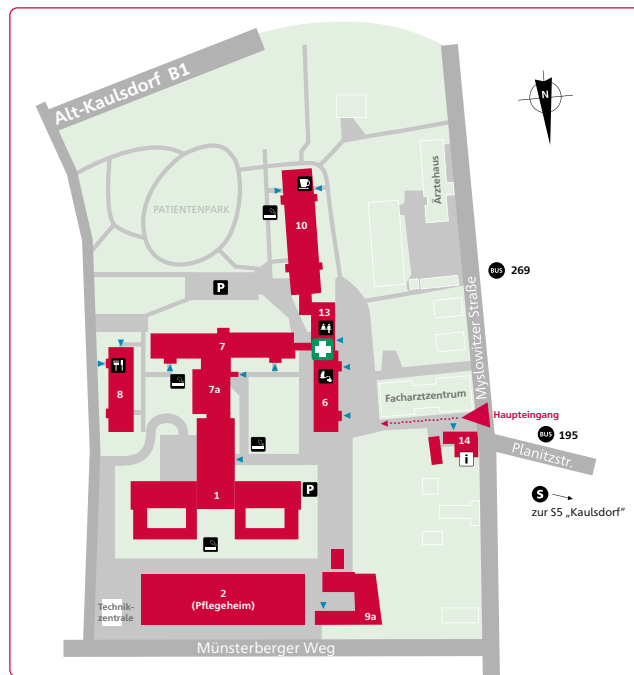 Alt-Kaulsdorf B1
N
Ärztehaus
PATIENTENPARK
10
BUS 269
P
13
Myslowitzer Straße
7
8
7a
6
Facharztzentrum
Haupteingang
14
BUS 195
i
Planitzstr.
1
P
S
zur S5 „Kaulsdorf“
2
(Pflegeheim)
Technik-
zentrale
9a
Münsterberger Weg